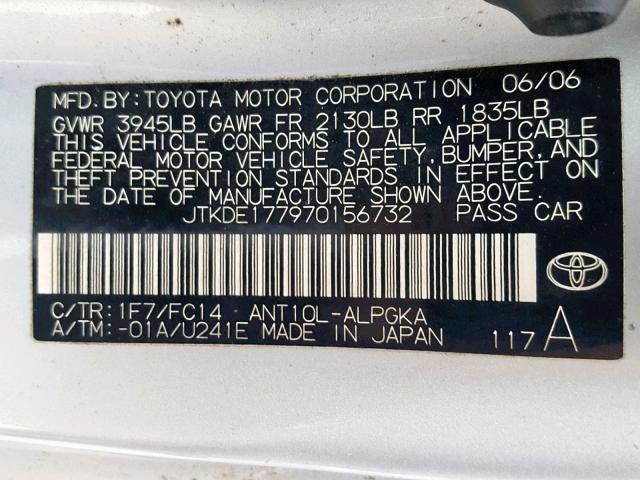 MFD. BY: TOYOTA MOTOR CORPORATION 06/06
GVWR 3945LB GAWR FR 2130LB RR 1835LB
THIS VEHICLE CONFORMS TO ALL APPLICABLE
FEDERAL MOTOR VEHICLE SAFETY, BUMPER, AND
THEFT PREVENTION STANDARDS IN EFFECT ON
THE DATE OF MANUFACTURE SHOWN ABOVE.
JTKDE177970156732 PASS CAR
C/TR: 1F7/FC14 ANT10L-ALPGKA
A/TM: -01A/U241E MADE IN JAPAN 117 A